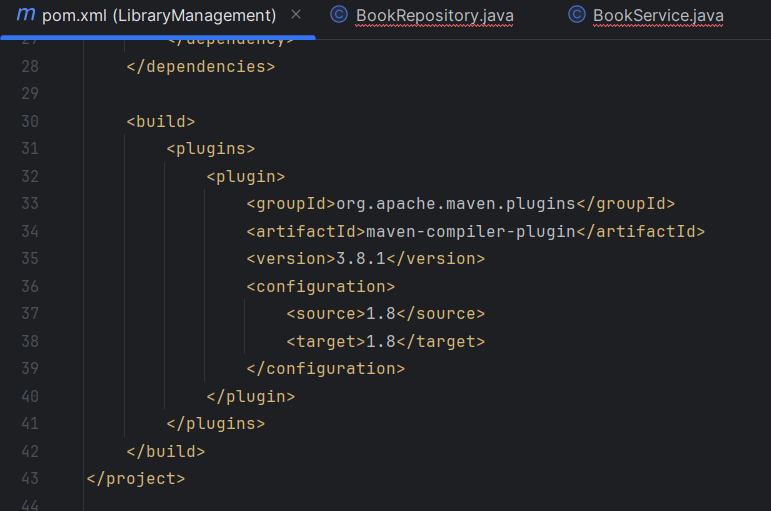 pom.xml (LibraryManagement)
BookRepository.java
BookService.java
27 </dependency>
28 </dependencies>
29
30 <build>
31 <plugins>
32 <plugin>
33 <groupId>org.apache.maven.plugins</groupId>
34 <artifactId>maven-compiler-plugin</artifactId>
35 <version>3.8.1</version>
36 <configuration>
37 <source>1.8</source>
38 <target>1.8</target>
39 </configuration>
40 </plugin>
41 </plugins>
42 </build>
43 </project>
44